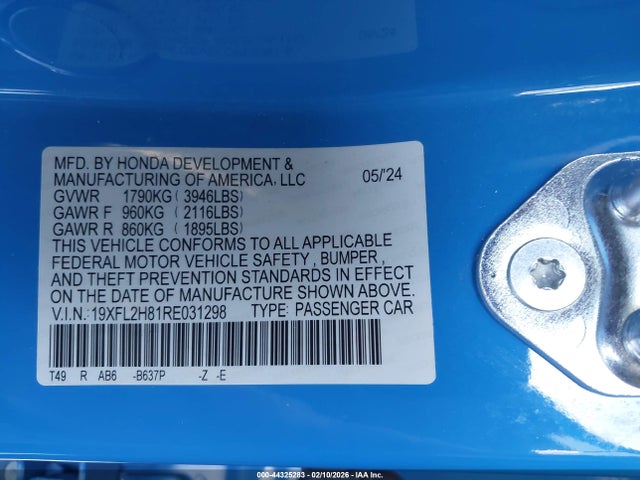 MFD. BY HONDA DEVELOPMENT &
MANUFACTURING OF AMERICA, LLC 05/'24
GVWR 1790KG ( 3946LBS)
GAWR F 960KG ( 2116LBS)
GAWR R 860KG ( 1895LBS)
THIS VEHICLE CONFORMS TO ALL APPLICABLE
FEDERAL MOTOR VEHICLE SAFETY , BUMPER ,
AND THEFT PREVENTION STANDARDS IN EFFECT
ON THE DATE OF MANUFACTURE SHOWN ABOVE.
V.I.N.: 19XFL2H81RE031298 TYPE: PASSENGER CAR
T49 R AB6 -B637P -Z -E
000-44325283 - 02/10/2026 - IAA Inc.